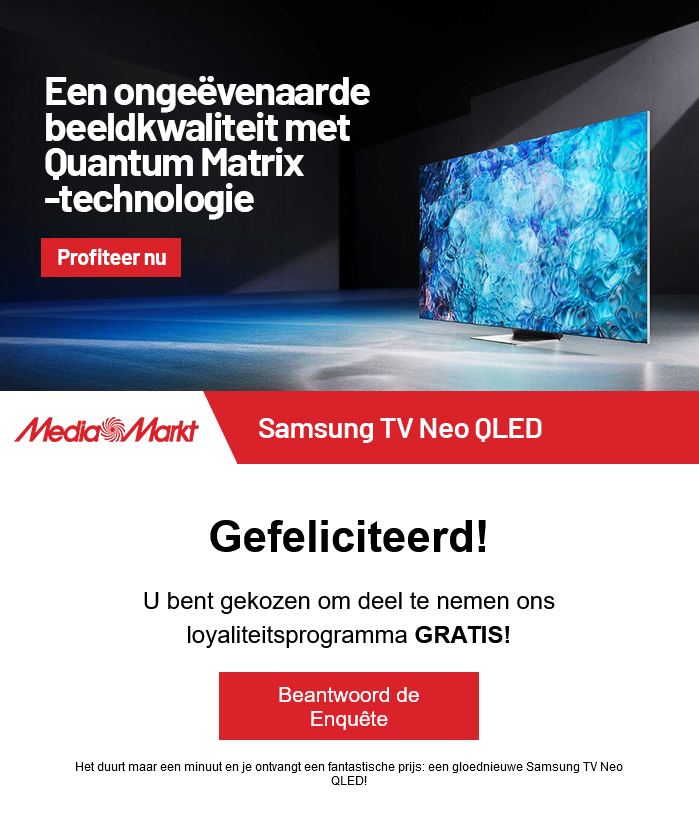 Een ongeëvenaarde
beeldkwaliteit met
Quantum Matrix
-technologie
Profiteer nu
MediaMarkt
Samsung TV Neo QLED
Gefeliciteerd!
U bent gekozen om deel te nemen ons
loyaliteitsprogramma GRATIS!
Beantwoord de
Enquête
Het duurt maar een minuut en je ontvangt een fantastische prijs: een gloednieuwe Samsung TV Neo
QLED!